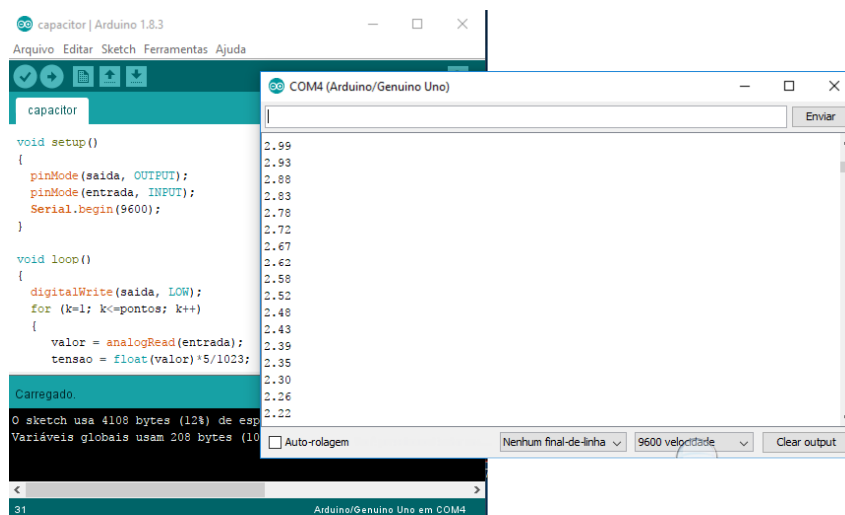 capacitor | Arduino 1.8.3
Arquivo Editar Sketch Ferramentas Ajuda
capacitor
void setup()
{
pinMode(saida, OUTPUT);
pinMode(entrada, INPUT);
Serial.begin(9600);
}
void loop()
{
digitalWrite(saida, LOW);
for (k=1; k<=pontos; k++)
{
valor = analogRead(entrada);
tensao = float(valor)*5/1023;
Carregado.
O sketch usa 4108 bytes (12%) de esp
Variáveis globais usam 208 bytes (10
31
Arduino/Genuino Uno em COM4
COM4 (Arduino/Genuino Uno)
Enviar
2.99
2.93
2.88
2.83
2.78
2.72
2.67
2.62
2.58
2.52
2.48
2.43
2.39
2.35
2.30
2.26
2.22
Auto-rolagem
Nenhum final-de-linha
9600 velocidade
Clear output